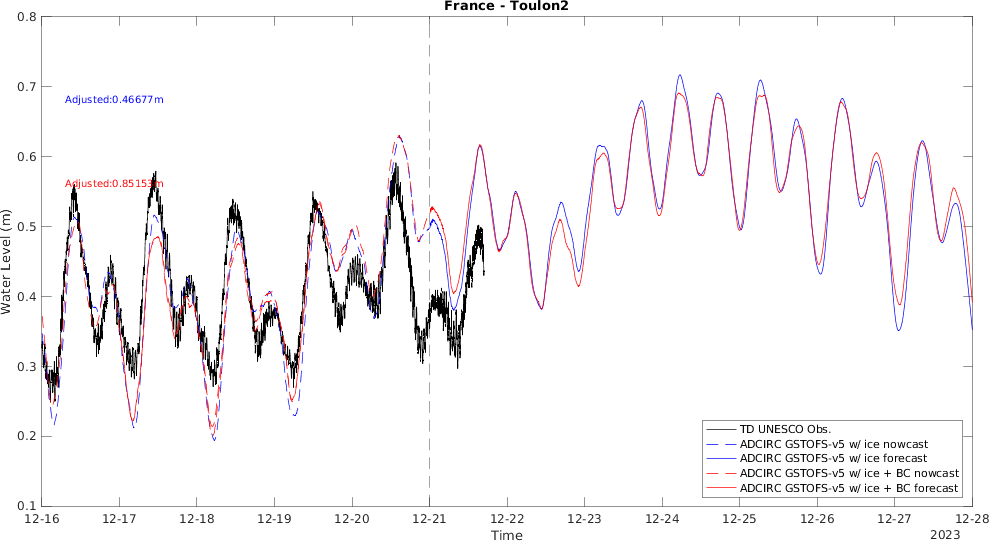 France - Toulon2
0.8
0.7
0.6
0.5
0.4
0.3
0.2
0.1
Water Level (m)
Adjusted:0.46677m
Adjusted:0.85153m
TD UNESCO Obs.
ADCIRC GSTOFS-v5 w/ ice nowcast
ADCIRC GSTOFS-v5 w/ ice forecast
ADCIRC GSTOFS-v5 w/ ice + BC nowcast
ADCIRC GSTOFS-v5 w/ ice + BC forecast
12-16 12-17 12-18 12-19 12-20 12-21 12-22 12-23 12-24 12-25 12-26 12-27 12-28
Time
2023